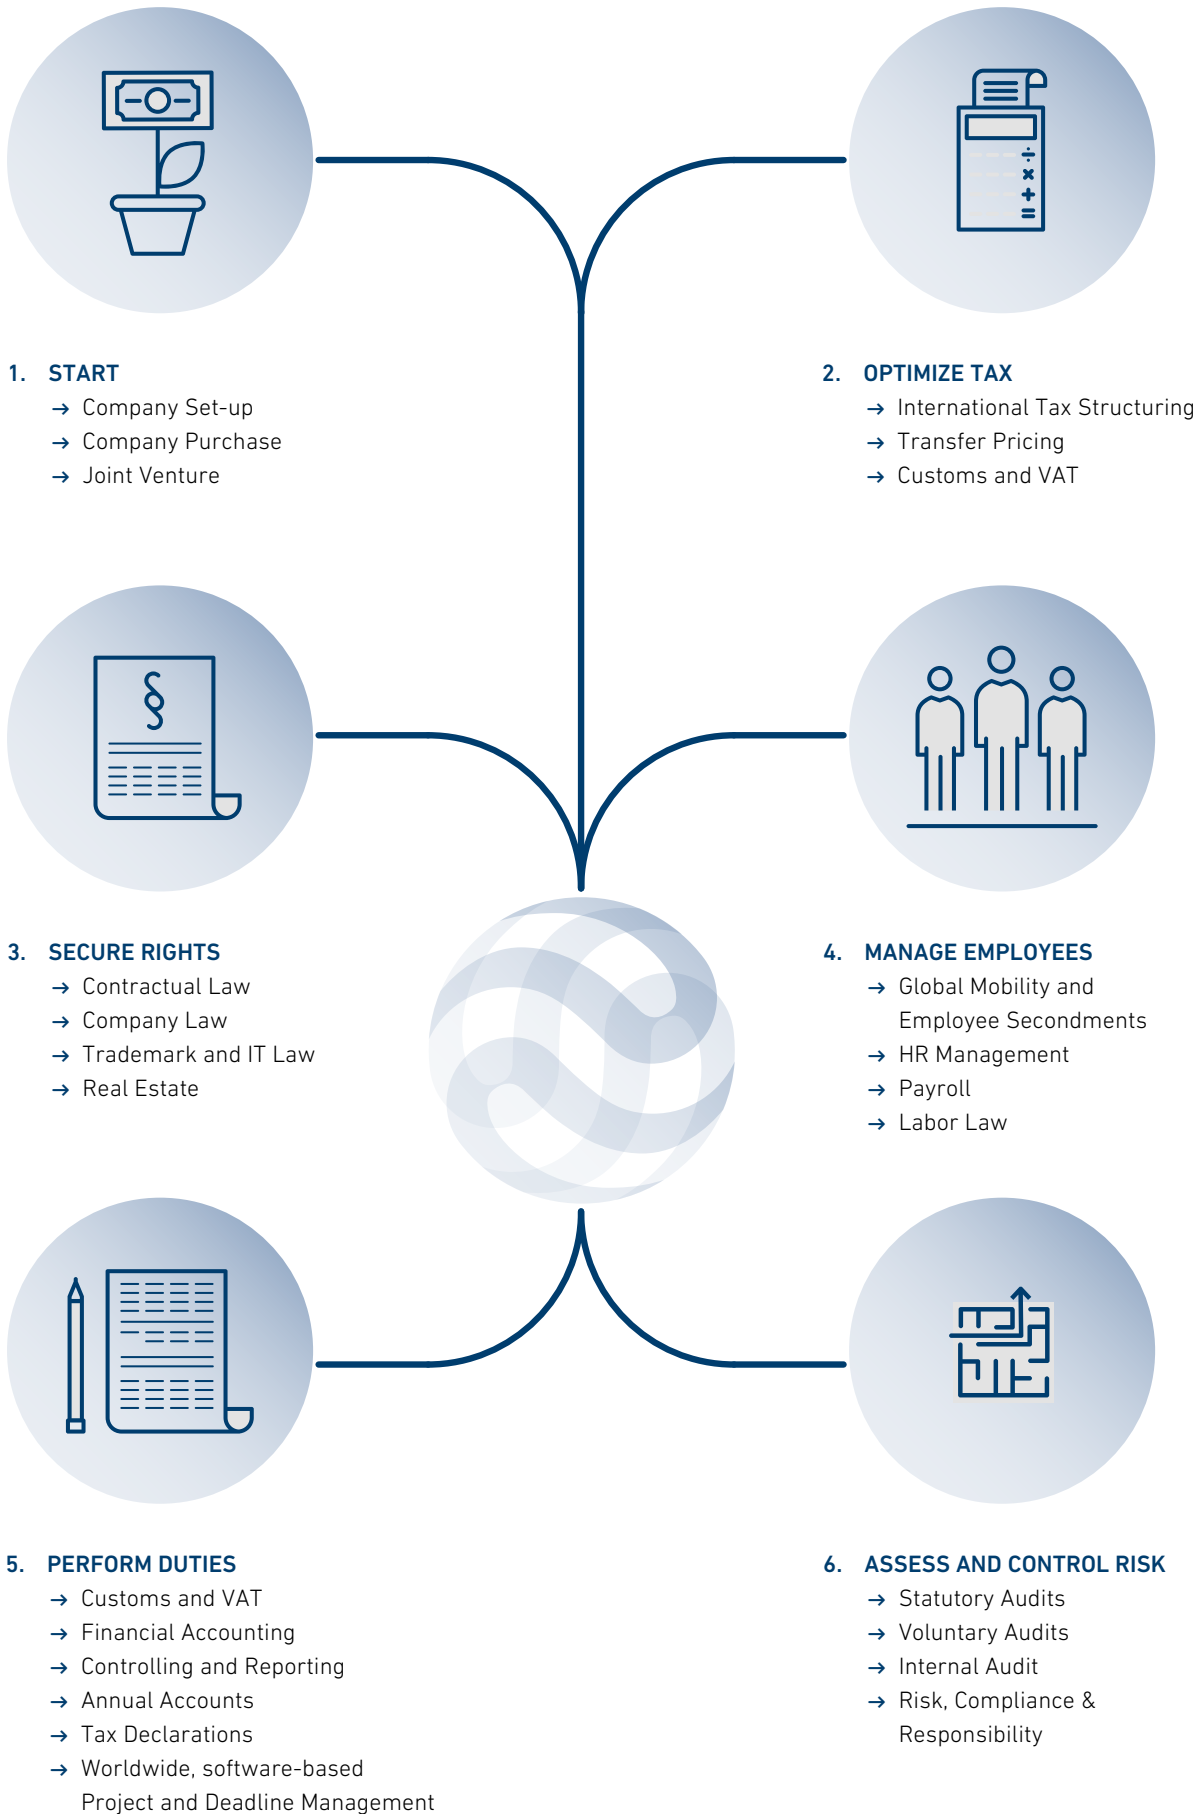 1. START
→ Company Set-up
→ Company Purchase
→ Joint Venture
2. OPTIMIZE TAX
→ International Tax Structuring
→ Transfer Pricing
→ Customs and VAT
3. SECURE RIGHTS
→ Contractual Law
→ Company Law
→ Trademark and IT Law
→ Real Estate
4. MANAGE EMPLOYEES
→ Global Mobility and
Employee Secondments
→ HR Management
→ Payroll
→ Labor Law
5. PERFORM DUTIES
→ Customs and VAT
→ Financial Accounting
→ Controlling and Reporting
→ Annual Accounts
→ Tax Declarations
→ Worldwide, software-based
Project and Deadline Management
6. ASSESS AND CONTROL RISK
→ Statutory Audits
→ Voluntary Audits
→ Internal Audit
→ Risk, Compliance &
Responsibility